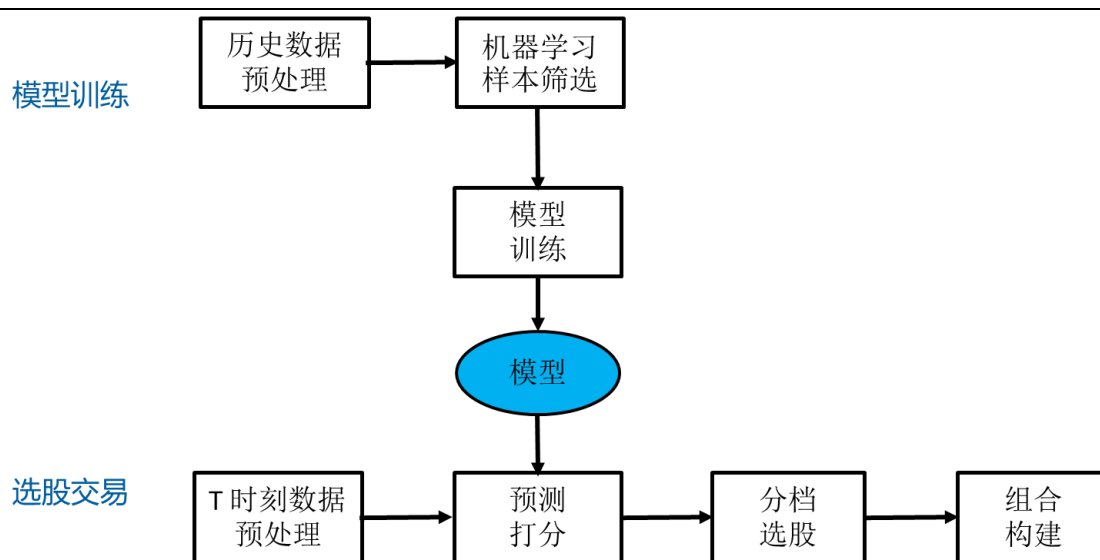 模型训练
历史数据
预处理
机器学习
样本筛选
模型
训练
模型
选股交易
T时刻数据
预处理
预测
打分
分档
选股
组合
构建